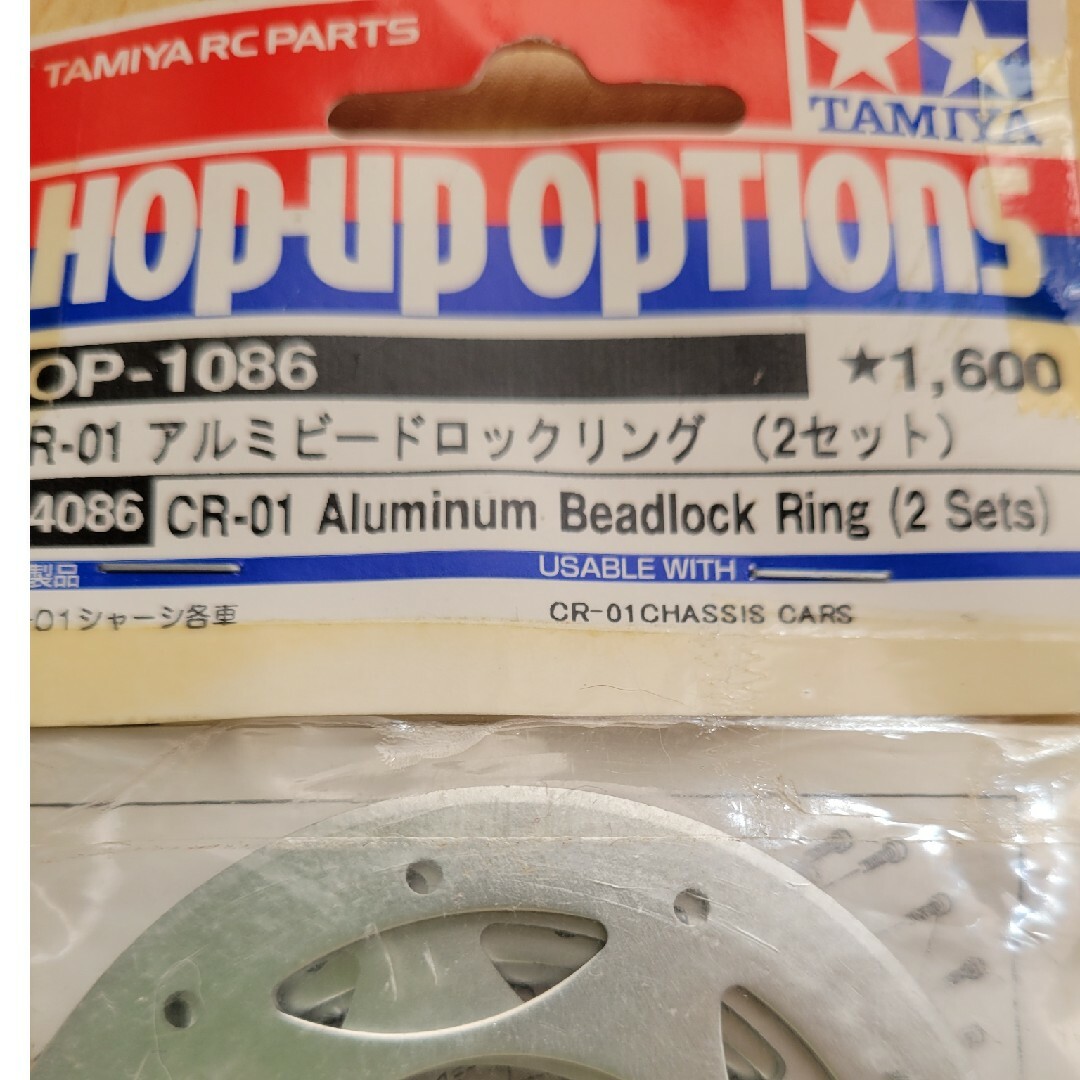 TAMIYA RC PARTS
TAMIYA
HOP-UP OPTIONS
OP-1086 ★1,600
R-01 アルミビードロックリング (2セット)
4086 CR-01 Aluminum Beadlock Ring (2 Sets)
製品 USABLE WITH
-01シャーシ各車 CR-01CHASSIS CARS